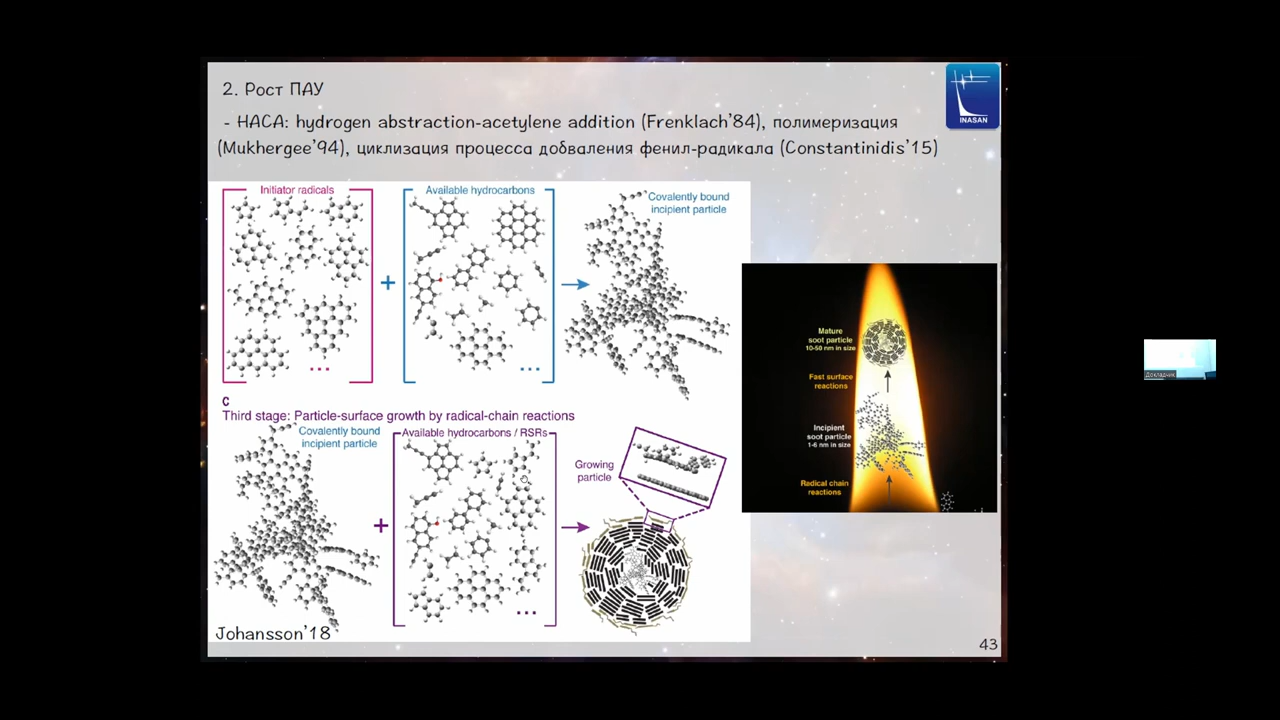 2. Рост ПАУ
- HACA: hydrogen abstraction-acetylene addition (Frenklach'84), полимеризация
(Mukhergee'94), циклизация процесса добваления фенил-радикала (Constantinidis'15)
INASAN
Initiator radicals
Available hydrocarbons
Covalently bound
incipient particle
+
...
...
C
Third stage: Particle-surface growth by radical-chain reactions
Covalently bound
incipient particle
Available hydrocarbons / RSRs
+
...
Growing
particle
Johansson'18
Mature
soot particle
10-50 nm in size
Fast surface
reactions
Incipient
soot particle
1-6 nm in size
Radical chain
reactions
43
Докладчик